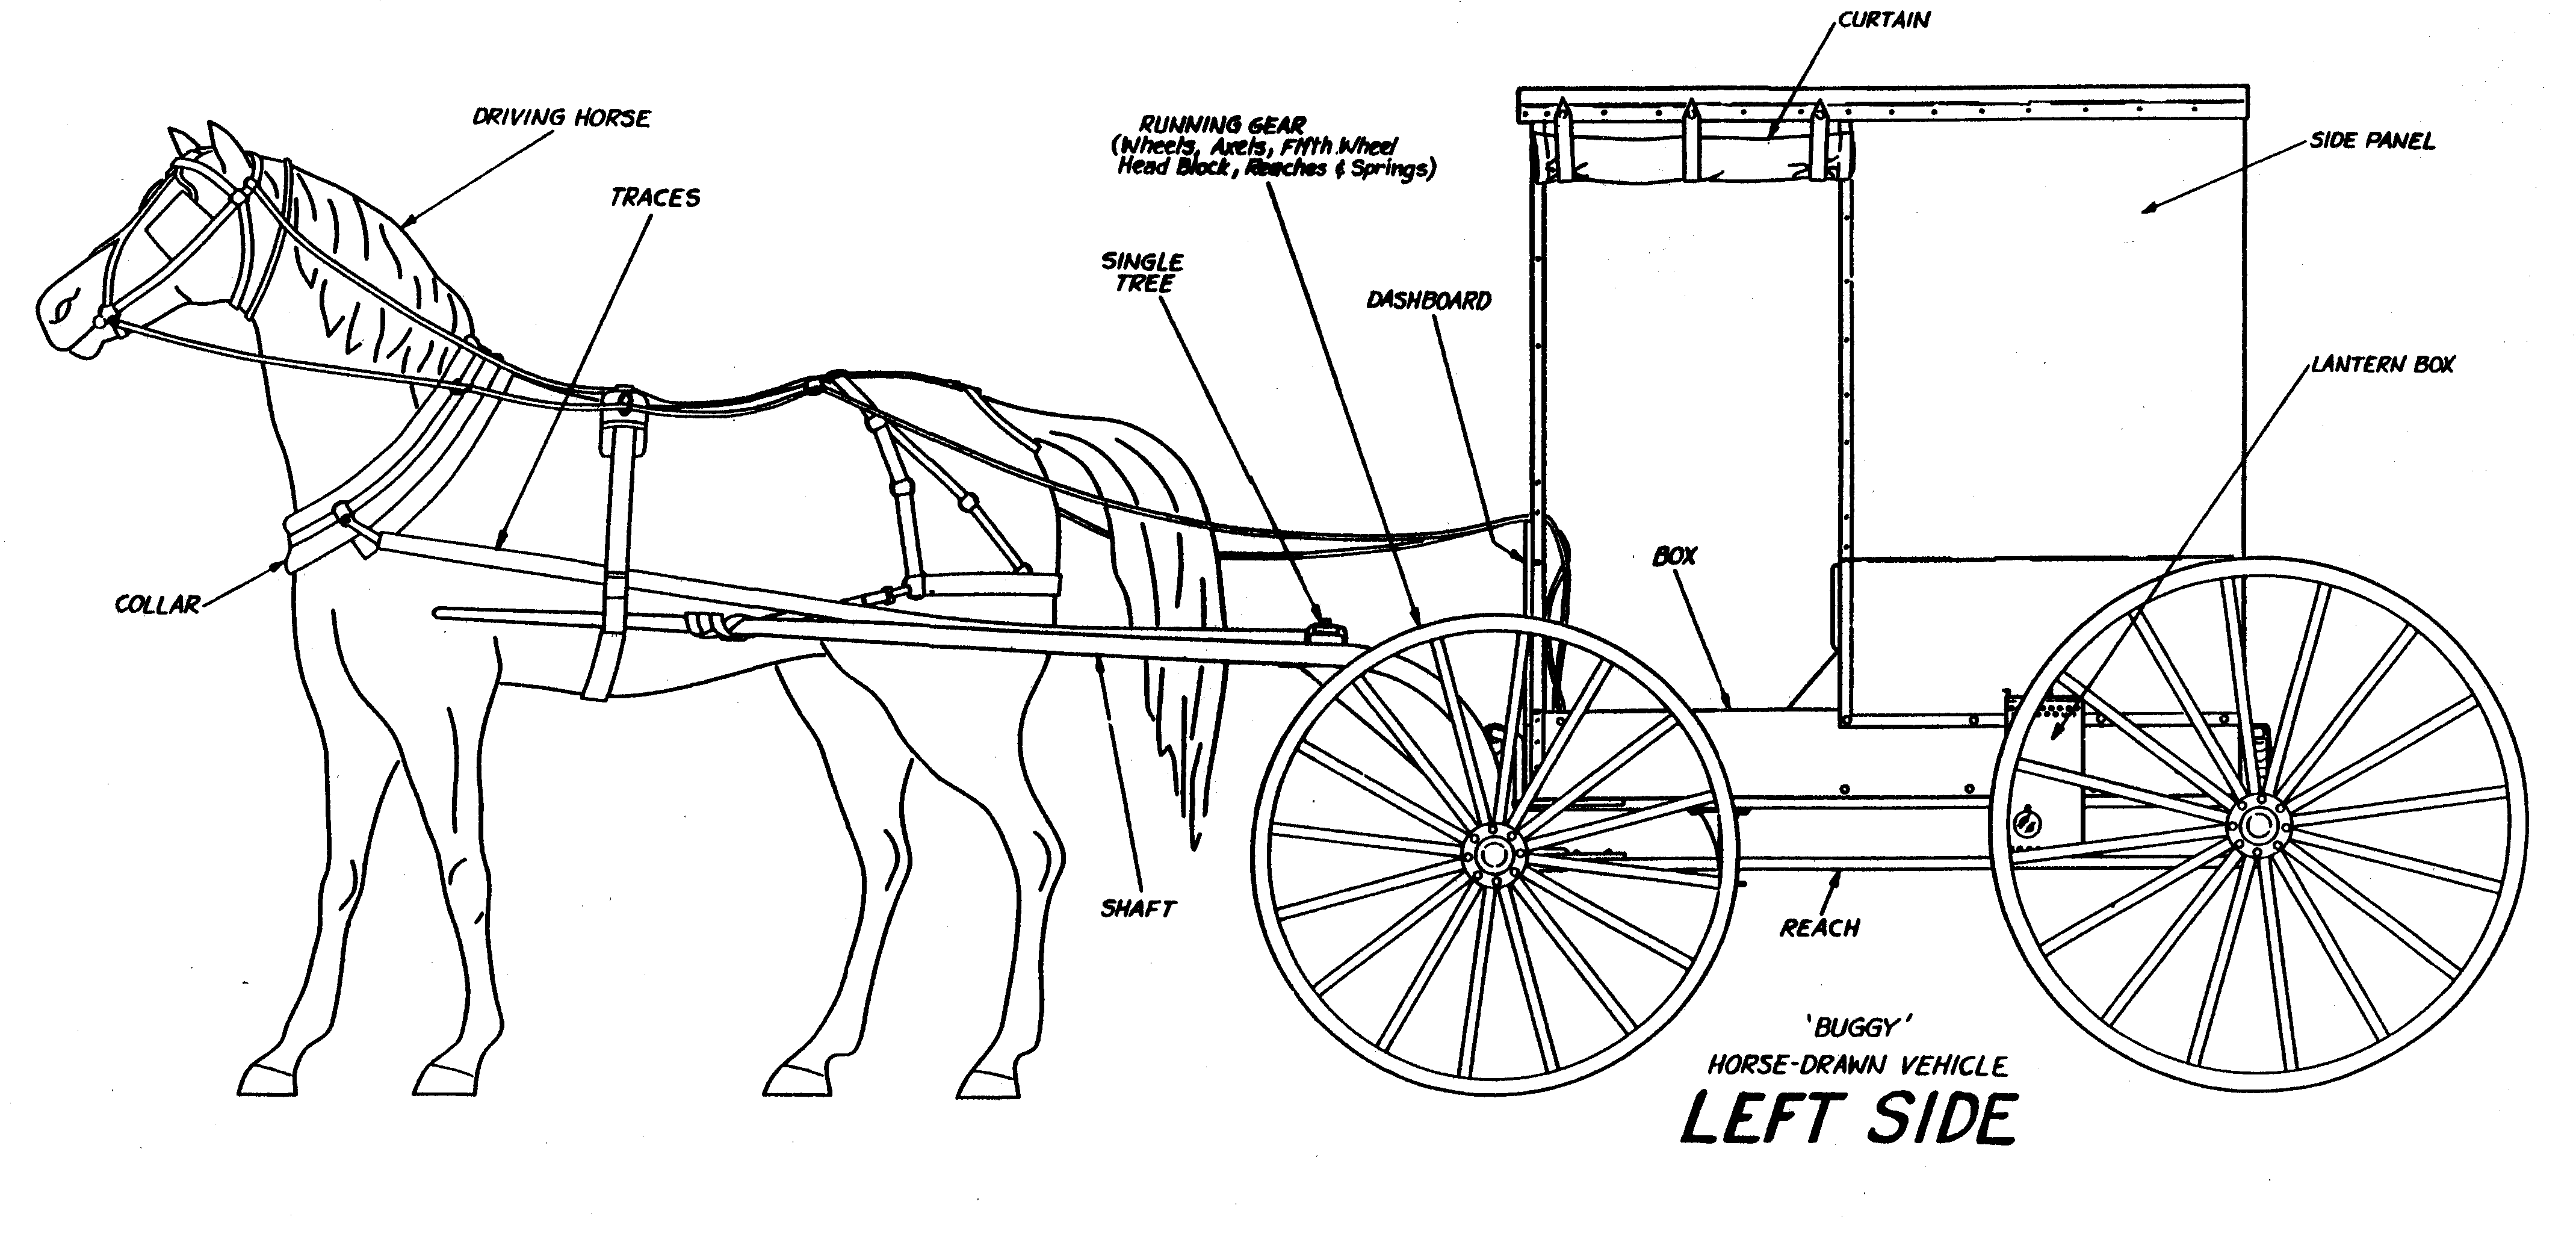 CURTAIN
DRIVING HORSE
RUNNING GEAR
(Wheels, Axels, Fifth Wheel
Head Block, Reaches & Springs)
SIDE PANEL
TRACES
SINGLE
TREE
DASHBOARD
LANTERN BOX
BOX
COLLAR
SHAFT
REACH
'BUGGY'
HORSE-DRAWN VEHICLE
LEFT SIDE